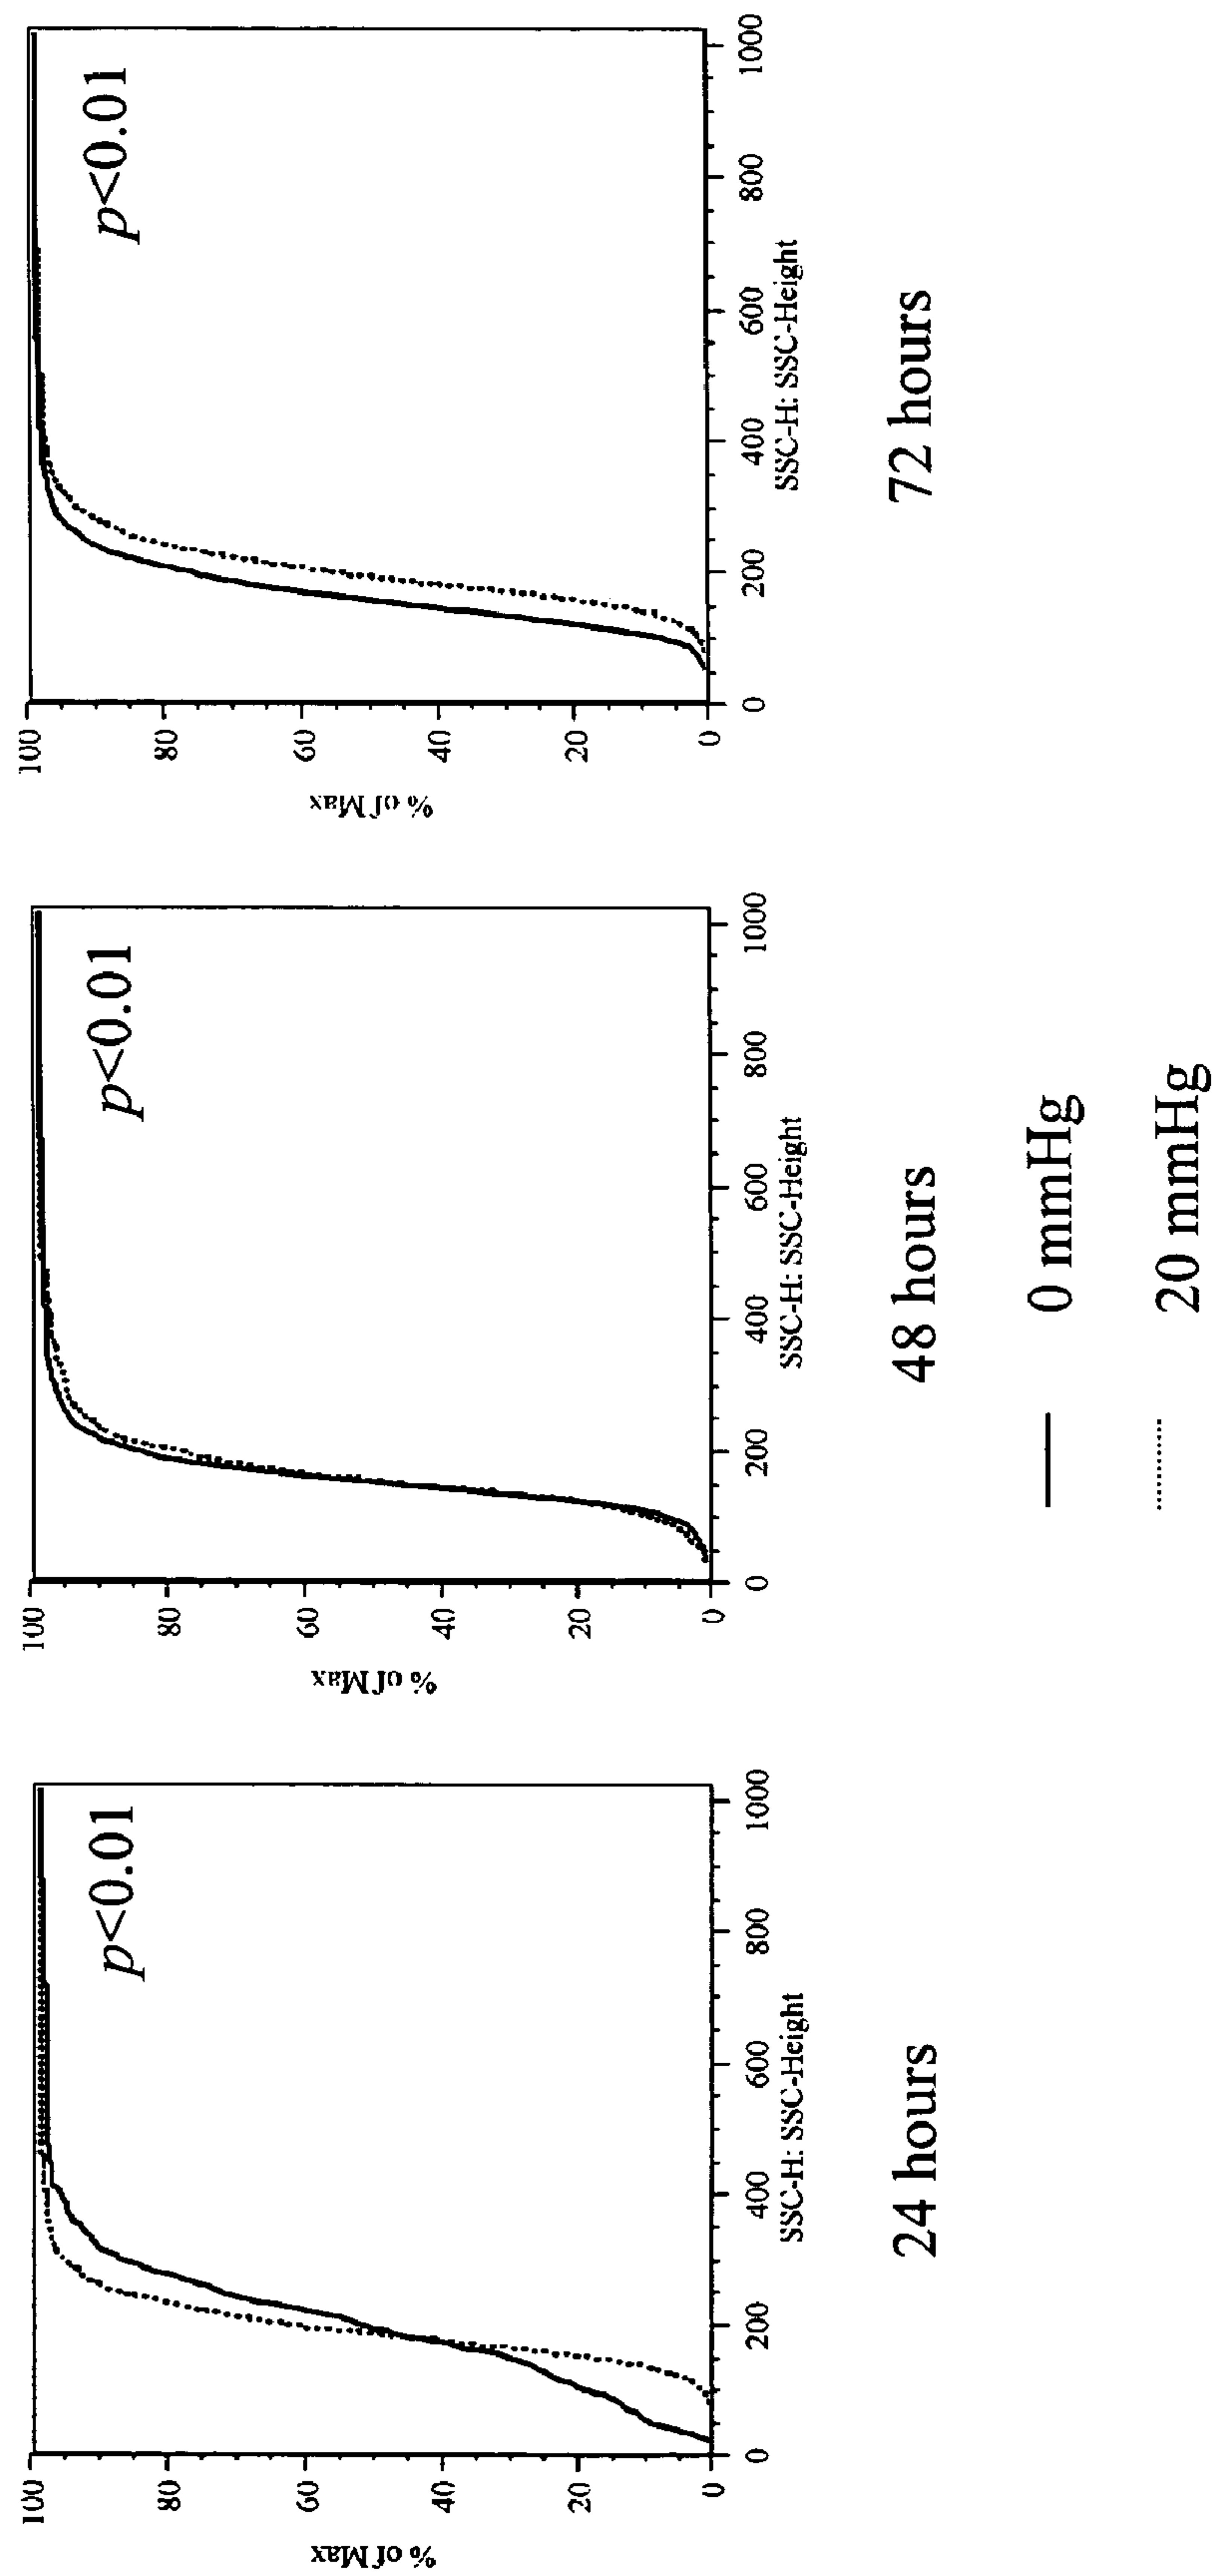 100
80
60
40
20
0
% of Max
p<0.01
0 200 400 600 800 1000
SSC-H: SSC-Height
24 hours
100
80
60
40
20
0
% of Max
p<0.01
0 200 400 600 800 1000
SSC-H: SSC-Height
48 hours
100
80
60
40
20
0
% of Max
p<0.01
0 200 400 600 800 1000
SSC-H: SSC-Height
72 hours
0 mmHg
20 mmHg